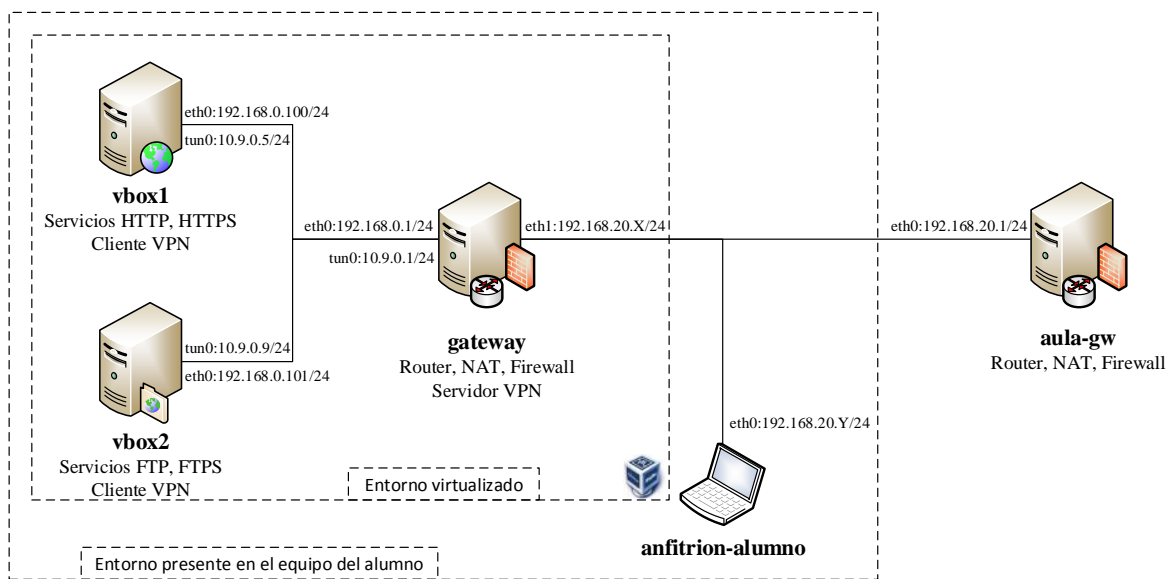 eth0:192.168.0.100/24
tun0:10.9.0.5/24
vbox1
Servicios HTTP, HTTPS
Cliente VPN
eth0:192.168.0.1/24
tun0:10.9.0.1/24
eth1:192.168.20.X/24
eth0:192.168.20.1/24
gateway
Router, NAT, Firewall
Servidor VPN
aula-gw
Router, NAT, Firewall
tun0:10.9.0.9/24
eth0:192.168.0.101/24
vbox2
Servicios FTP, FTPS
Cliente VPN
eth0:192.168.20.Y/24
Entorno virtualizado
anfitrion-alumno
Entorno presente en el equipo del alumno